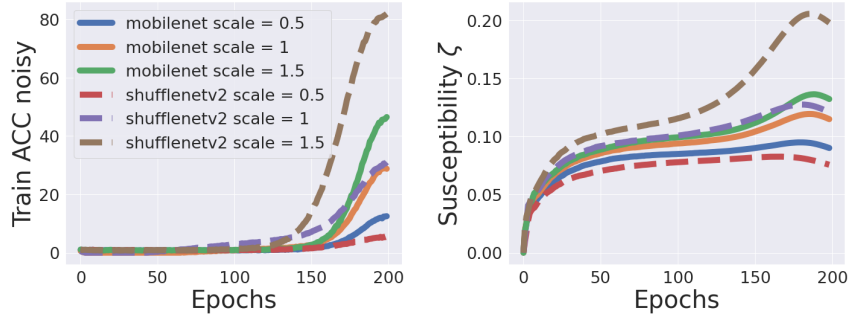 Train ACC noisy
80
60
40
20
0
mobilenet scale = 0.5
mobilenet scale = 1
mobilenet scale = 1.5
shufflenetv2 scale = 0.5
shufflenetv2 scale = 1
shufflenetv2 scale = 1.5
0 50 100 150 200
Epochs
Susceptibility ζ
0.20
0.15
0.10
0.05
0.00
0 50 100 150 200
Epochs